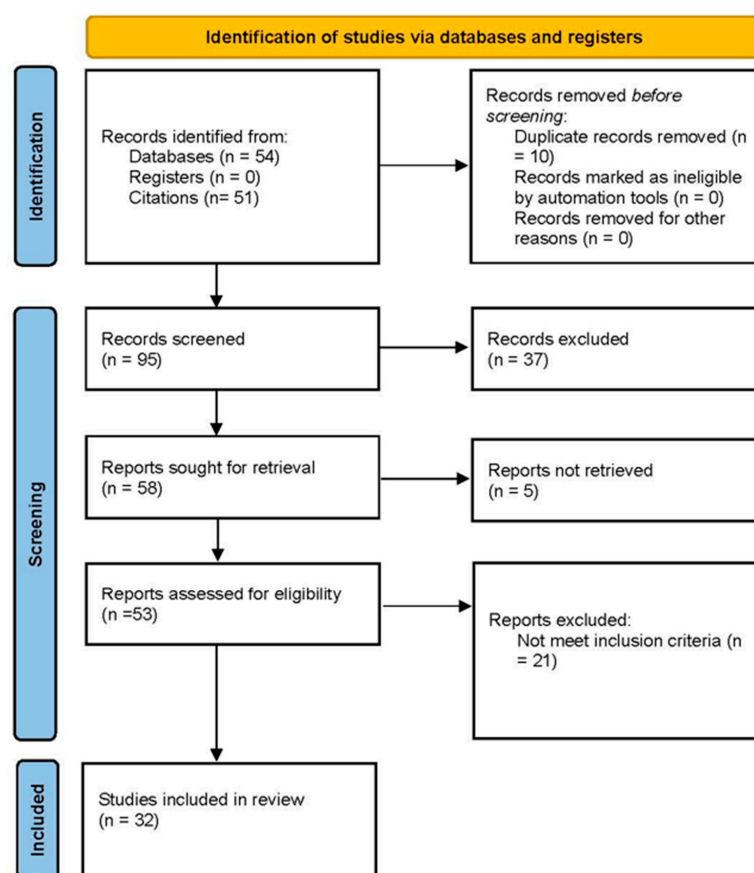 Identification of studies via databases and registers
Identification
Records identified from:
Databases (n = 54)
Registers (n = 0)
Citations (n= 51)
Records removed before
screening:
Duplicate records removed (n
= 10)
Records marked as ineligible
by automation tools (n = 0)
Records removed for other
reasons (n = 0)
Screening
Records screened
(n = 95)
Records excluded
(n = 37)
Reports sought for retrieval
(n = 58)
Reports not retrieved
(n = 5)
Reports assessed for eligibility
(n =53)
Reports excluded:
Not meet inclusion criteria (n
= 21)
Included
Studies included in review
(n = 32)